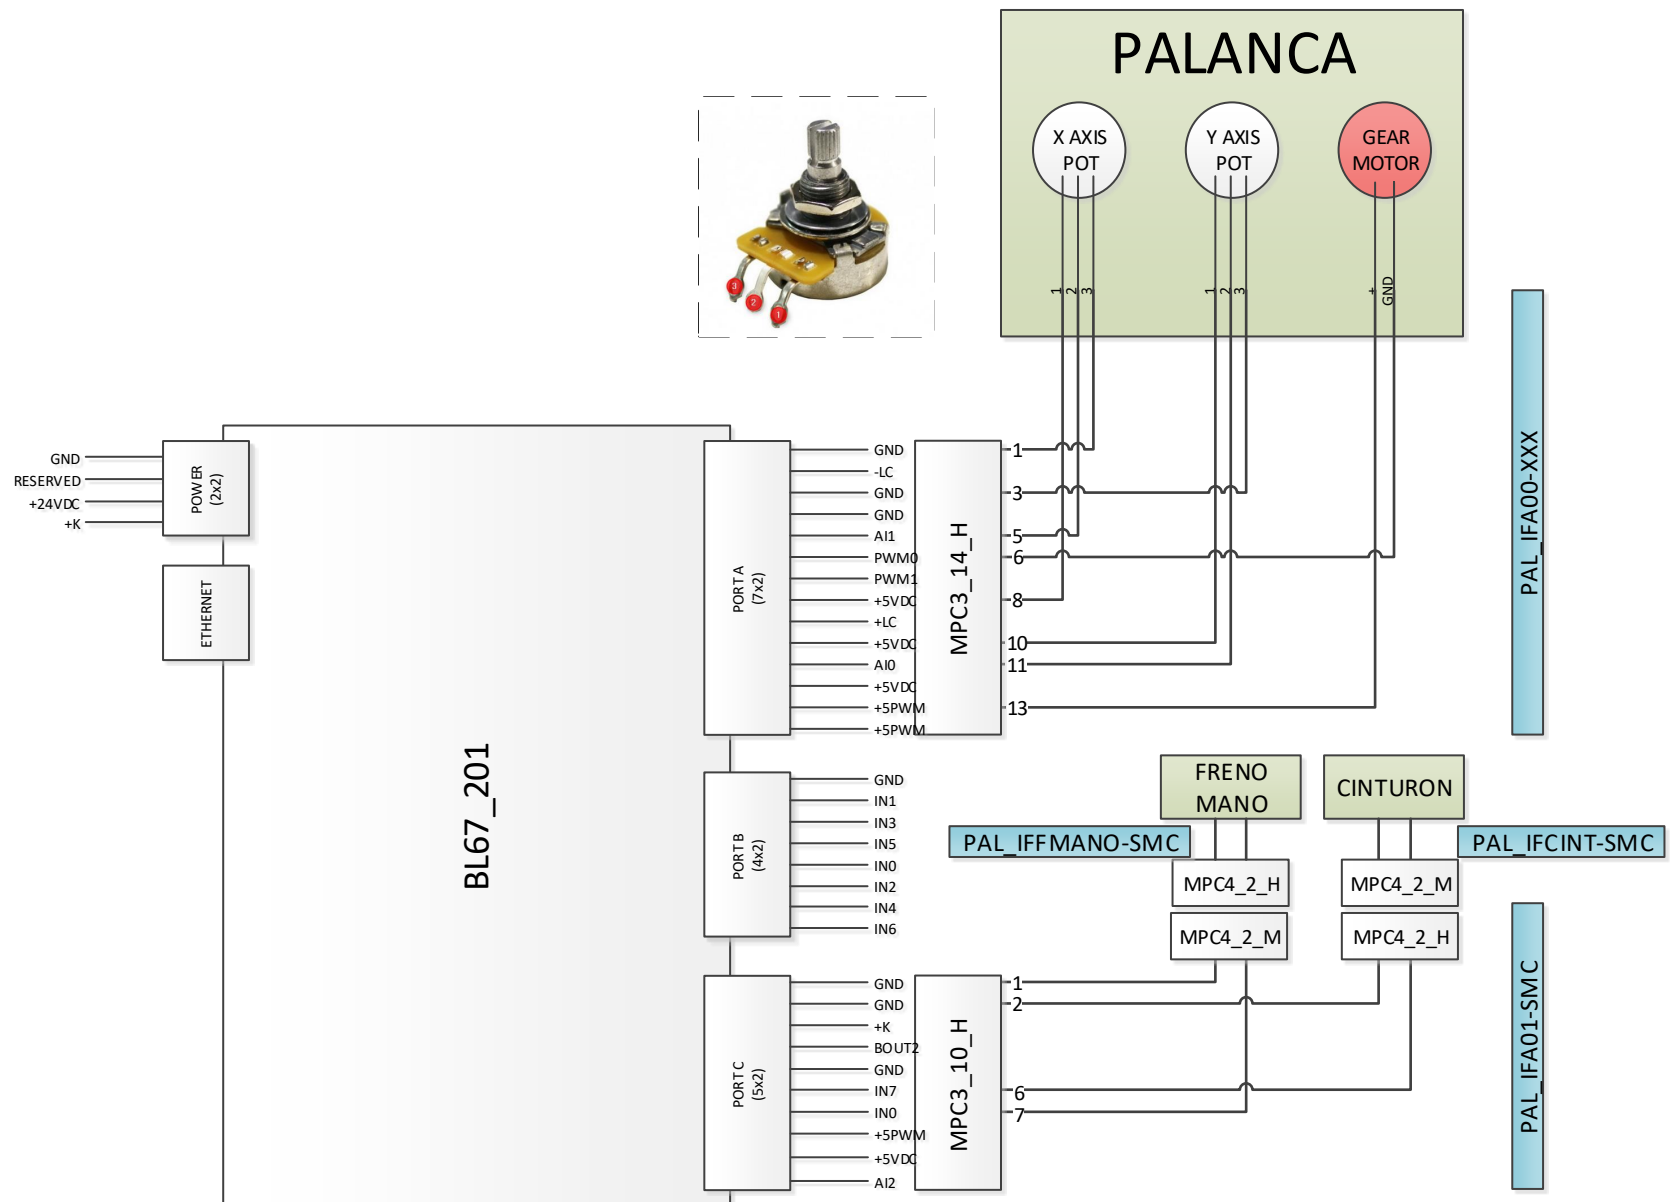 PALANCA
X AXIS
POT
Y AXIS
POT
GEAR
MOTOR
1
2
3
1
2
3
+
GND
3
2
1
PAL_IFA00-XXX
GND
RESERVED
+24VDC
+K
POWER
(2x2)
ETHERNET
BL67_201
PORT A
(7x2)
GND
-LC
GND
GND
AI1
PWM0
PWM1
+5VDC
+LC
+5VDC
AI0
+5VDC
+5PWM
+5PWM
MPC3_14_H
1
3
5
6
8
10
11
13
PORT B
(4x2)
GND
IN1
IN3
IN5
IN0
IN2
IN4
IN6
FRENO
MANO
CINTURON
PAL_IFFMANO-SMC
PAL_IFCINT-SMC
MPC4_2_H
MPC4_2_M
MPC4_2_M
MPC4_2_H
PORT C
(5x2)
GND
GND
+K
BOUT2
GND
IN7
IN0
+5PWM
+5VDC
AI2
MPC3_10_H
1
2
6
7
PAL_IFA01-SMC